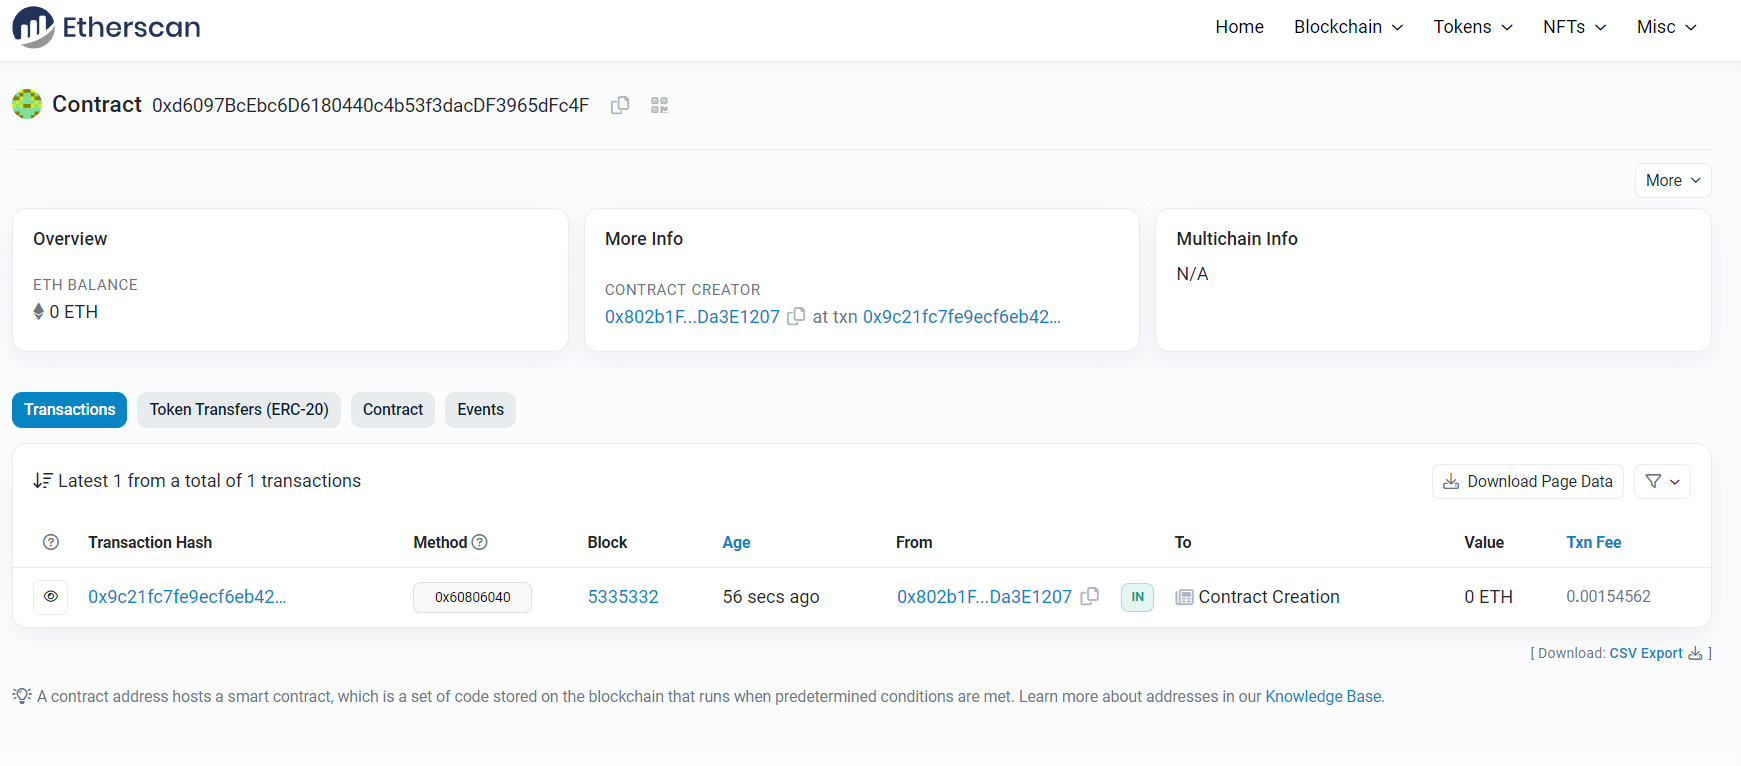 Etherscan
Home Blockchain Tokens NFTs Misc
Contract 0xd6097BcEbc6D6180440c4b53f3dacDF3965dFc4F
More
Overview
ETH BALANCE
0 ETH
More Info
CONTRACT CREATOR
0x802b1F...Da3E1207 at txn 0x9c21fc7fe9ecf6eb42...
Multichain Info
N/A
Transactions Token Transfers (ERC-20) Contract Events
Latest 1 from a total of 1 transactions
Download Page Data
Transaction Hash Method Block Age From To Value Txn Fee
0x9c21fc7fe9ecf6eb42... 0x60806040 5335332 56 secs ago 0x802b1F...Da3E1207 IN Contract Creation 0 ETH 0.00154562
[ Download: CSV Export ]
A contract address hosts a smart contract, which is a set of code stored on the blockchain that runs when predetermined conditions are met. Learn more about addresses in our Knowledge Base.